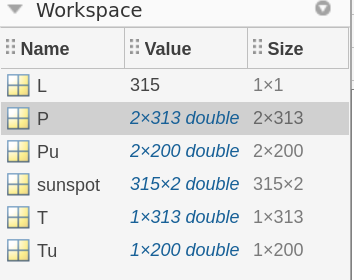 Workspace
Name Value Size
L 315 1×1
P 2×313 double 2×313
Pu 2×200 double 2×200
sunspot 315×2 double 315×2
T 1×313 double 1×313
Tu 1×200 double 1×200